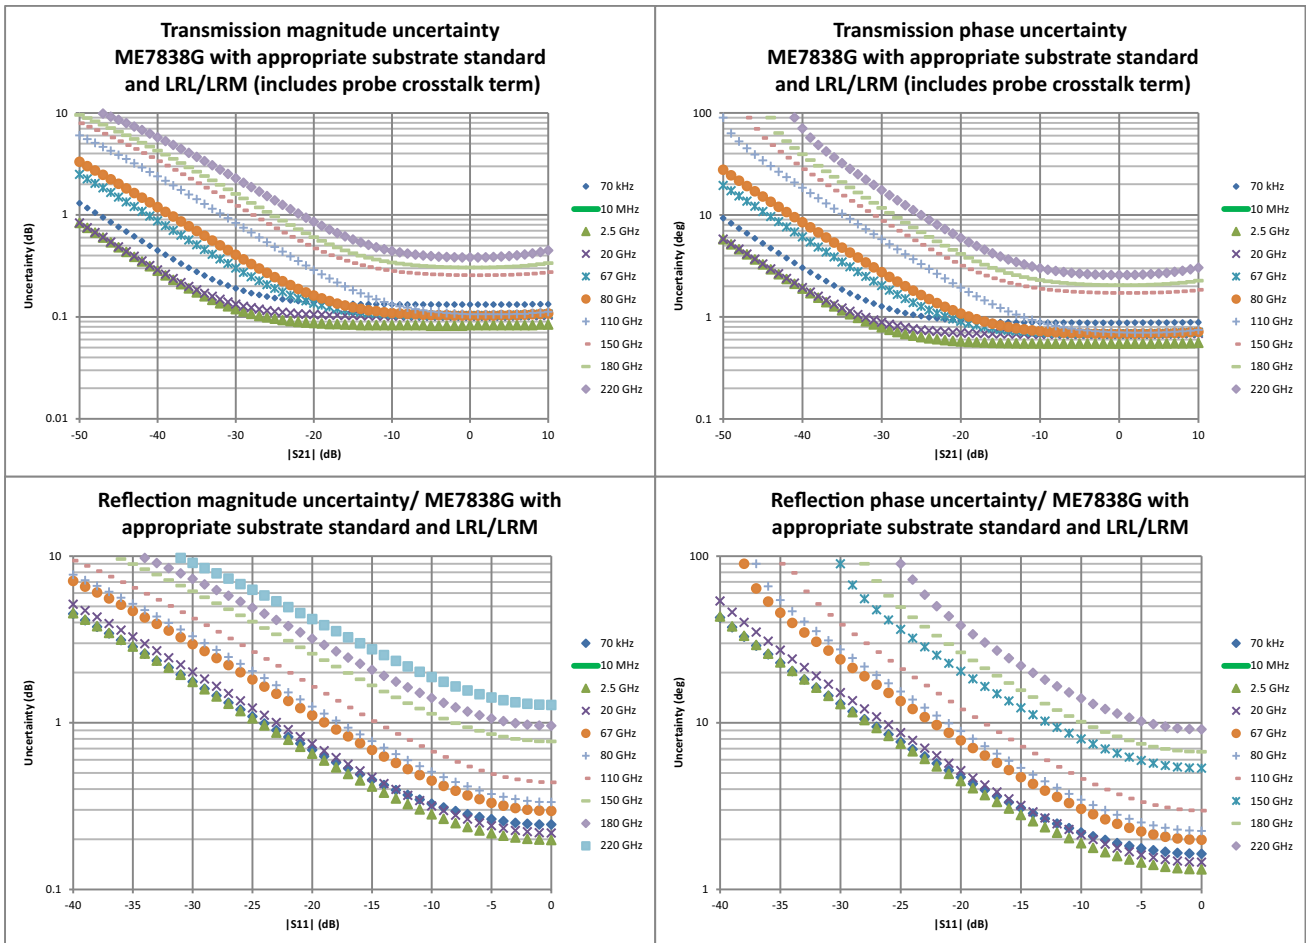 Transmission magnitude uncertainty
ME7838G with appropriate substrate standard
and LRL/LRM (includes probe crosstalk term)
10
1
0.1
0.01
Uncertainty (dB)
-50
-40
-30
-20
-10
0
10
|S21| (dB)
70 kHz
10 MHz
2.5 GHz
20 GHz
67 GHz
80 GHz
110 GHz
150 GHz
180 GHz
220 GHz
Transmission phase uncertainty
ME7838G with appropriate substrate standard
and LRL/LRM (includes probe crosstalk term)
100
10
1
0.1
Uncertainty (deg)
-50
-40
-30
-20
-10
0
10
|S21| (dB)
70 kHz
10 MHz
2.5 GHz
20 GHz
67 GHz
80 GHz
110 GHz
150 GHz
180 GHz
220 GHz
Reflection magnitude uncertainty/ ME7838G with
appropriate substrate standard and LRL/LRM
10
1
0.1
Uncertainty (dB)
-40
-35
-30
-25
-20
-15
-10
-5
0
|S11| (dB)
70 kHz
10 MHz
2.5 GHz
20 GHz
67 GHz
80 GHz
110 GHz
150 GHz
180 GHz
220 GHz
Reflection phase uncertainty/ ME7838G with
appropriate substrate standard and LRL/LRM
100
10
1
Uncertainty (deg)
-40
-35
-30
-25
-20
-15
-10
-5
0
|S11| (dB)
70 kHz
10 MHz
2.5 GHz
20 GHz
67 GHz
80 GHz
110 GHz
150 GHz
180 GHz
220 GHz